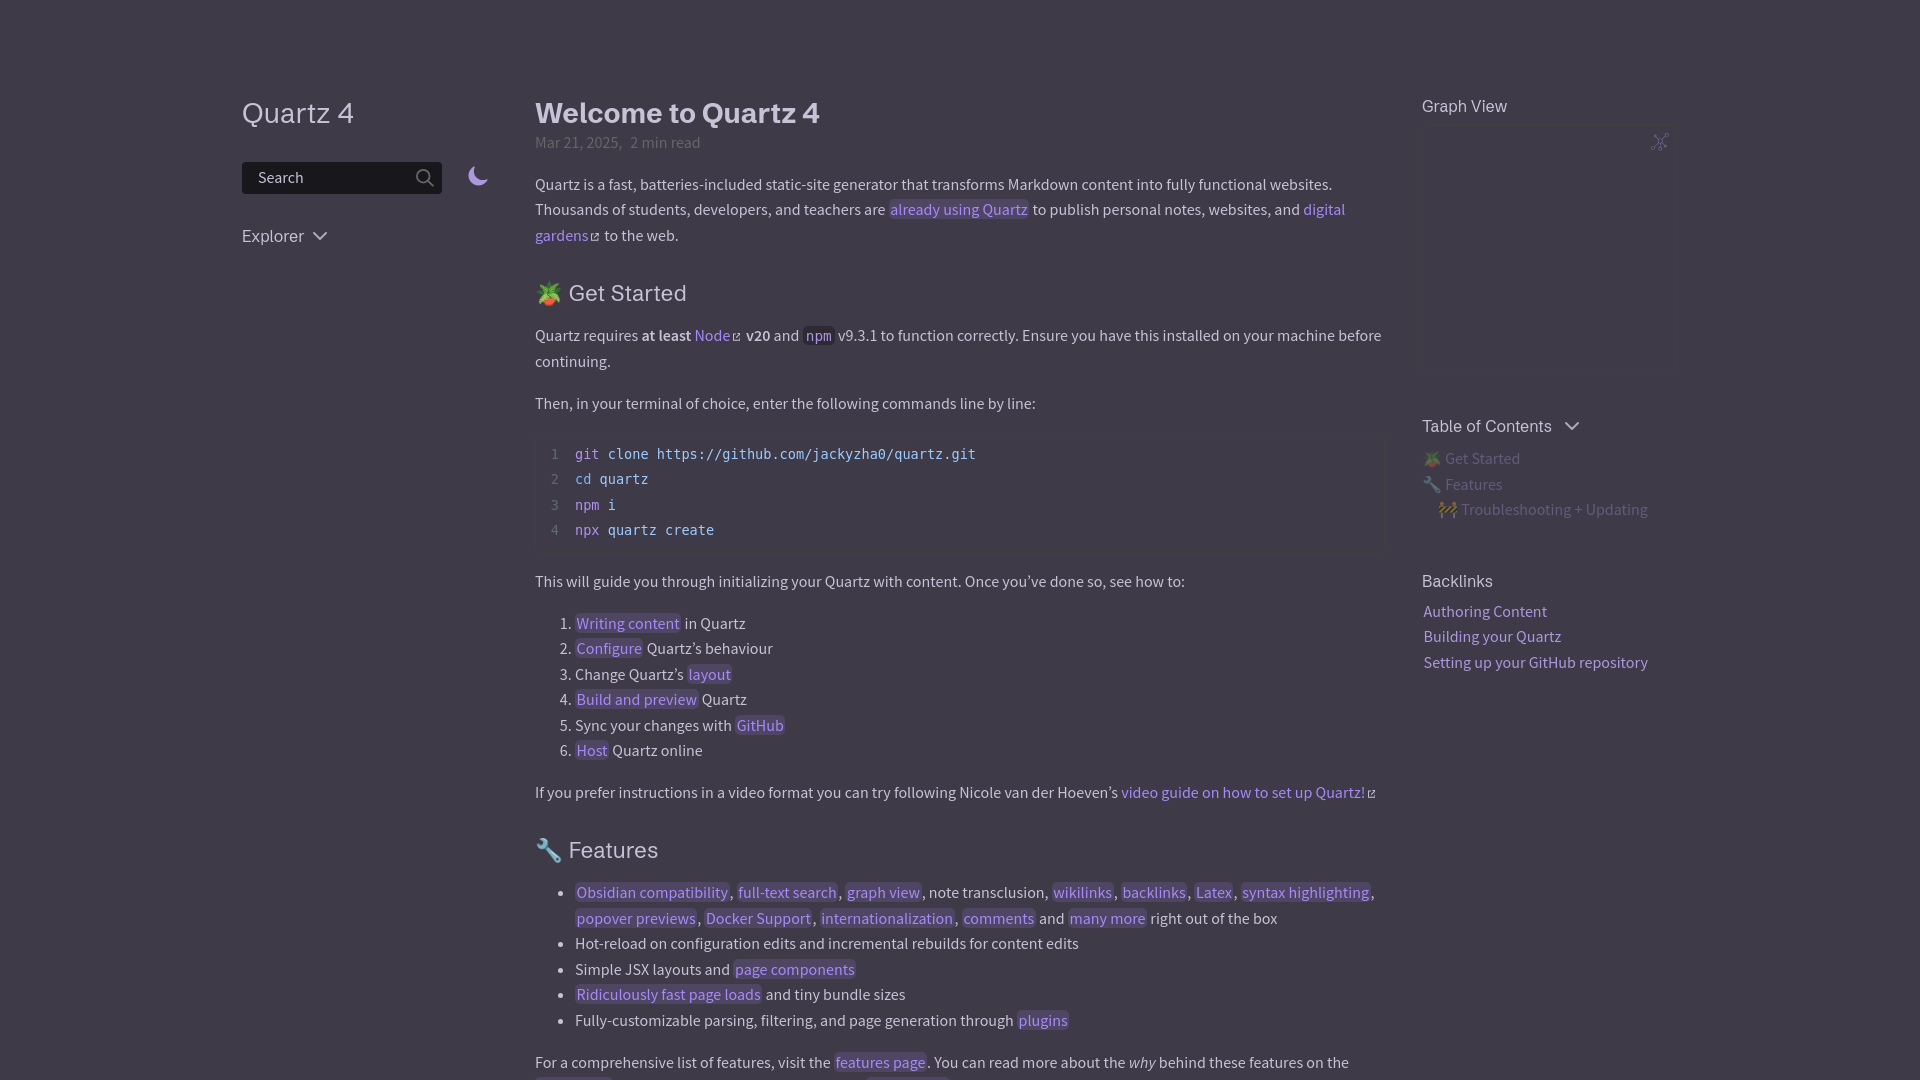 Quartz 4
Search
Explorer
Welcome to Quartz 4
Mar 21, 2025, 2 min read
Quartz is a fast, batteries-included static-site generator that transforms Markdown content into fully functional websites.
Thousands of students, developers, and teachers are already using Quartz to publish personal notes, websites, and digital
gardens to the web.
🪴 Get Started
Quartz requires at least Node v20 and npm v9.3.1 to function correctly. Ensure you have this installed on your machine before
continuing.
Then, in your terminal of choice, enter the following commands line by line:
1 git clone https://github.com/jackyzha0/quartz.git
2 cd quartz
3 npm i
4 npx quartz create
This will guide you through initializing your Quartz with content. Once you’ve done so, see how to:
1. Writing content in Quartz
2. Configure Quartz’s behaviour
3. Change Quartz’s layout
4. Build and preview Quartz
5. Sync your changes with GitHub
6. Host Quartz online
If you prefer instructions in a video format you can try following Nicole van der Hoeven’s video guide on how to set up Quartz!
🔧 Features
• Obsidian compatibility, full-text search, graph view, note transclusion, wikilinks, backlinks, Latex, syntax highlighting,
popover previews, Docker Support, internationalization, comments and many more right out of the box
• Hot-reload on configuration edits and incremental rebuilds for content edits
• Simple JSX layouts and page components
• Ridiculously fast page loads and tiny bundle sizes
• Fully-customizable parsing, filtering, and page generation through plugins
For a comprehensive list of features, visit the features page. You can read more about the why behind these features on the
Graph View
Table of Contents
🪴 Get Started
🔧 Features
🚧 Troubleshooting + Updating
Backlinks
Authoring Content
Building your Quartz
Setting up your GitHub repository